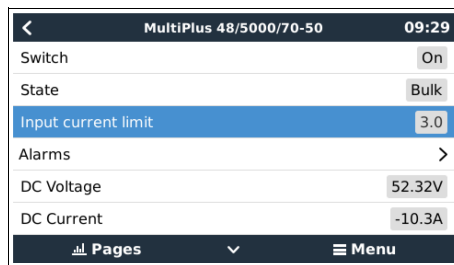 MultiPlus 48/5000/70-50 09:29
Switch On
State Bulk
Input current limit 3.0
Alarms
DC Voltage 52.32V
DC Current -10.3A
Pages Menu